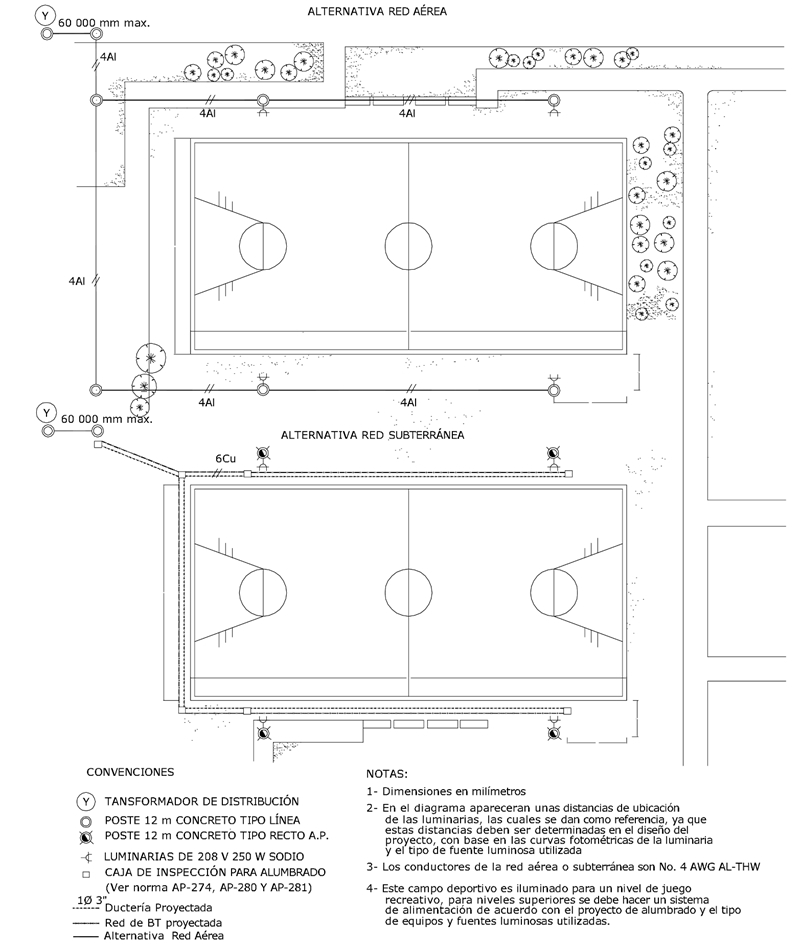 ALTERNATIVA RED AÉREA
Y
60 000 mm max.
4Al
4Al
4Al
4Al
4Al
4Al
Y
60 000 mm max.
ALTERNATIVA RED SUBTERRÁNEA
6Cu
CONVENCIONES
Y TANSFORMADOR DE DISTRIBUCIÓN
POSTE 12 m CONCRETO TIPO LÍNEA
POSTE 12 m CONCRETO TIPO RECTO A.P.
LUMINARIAS DE 208 V 250 W SODIO
CAJA DE INSPECCIÓN PARA ALUMBRADO
(Ver norma AP-274, AP-280 Y AP-281)
1Ø 3"
Ductería Proyectada
Red de BT proyectada
Alternativa Red Aérea
NOTAS:
1- Dimensiones en milímetros
2- En el diagrama apareceran unas distancias de ubicación
de las luminarias, las cuales se dan como referencia, ya que
estas distancias deben ser determinadas en el diseño del
proyecto, con base en las curvas fotométricas de la luminaria
y el tipo de fuente luminosa utilizada
3- Los conductores de la red aérea o subterránea son No. 4 AWG AL-THW
4- Este campo deportivo es iluminado para un nivel de juego
recreativo, para niveles superiores se debe hacer un sistema
de alimentación de acuerdo con el proyecto de alumbrado y el tipo
de equipos y fuentes luminosas utilizadas.